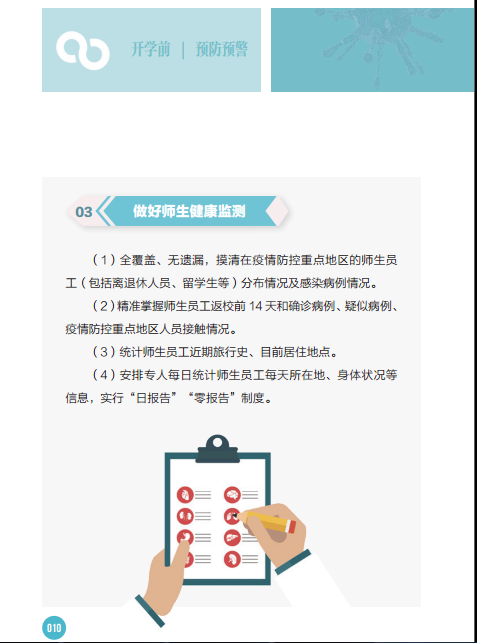 开学前 | 预防预警
03 做好师生健康监测
（1）全覆盖、无遗漏，摸清在疫情防控重点地区的师生员
工（包括离退休人员、留学生等）分布情况及感染病例情况。
（2）精准掌握师生员工返校前 14 天和确诊病例、疑似病例、
疫情防控重点地区人员接触情况。
（3）统计师生员工近期旅行史、目前居住地点。
（4）安排专人每日统计师生员工每天所在地、身体状况等
信息，实行“日报告”“零报告”制度。
010